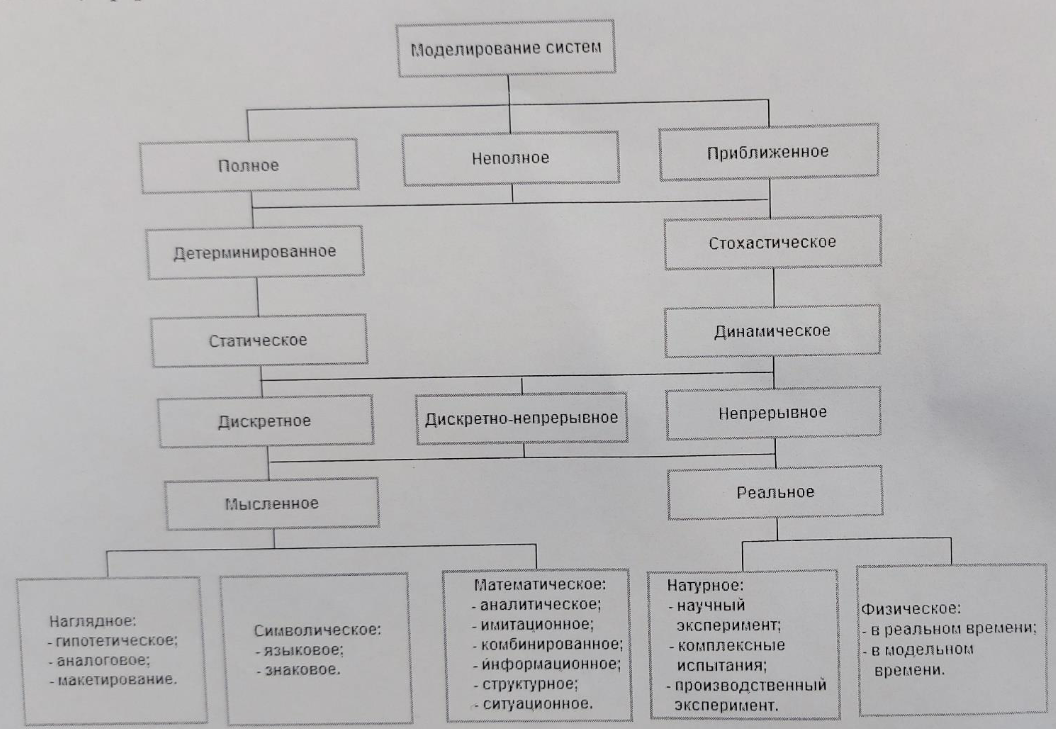 Моделирование систем
Полное
Неполное
Приближенное
Детерминированное
Стохастическое
Статическое
Динамическое
Дискретное
Дискретно-непрерывное
Непрерывное
Мысленное
Реальное
Наглядное:
- гипотетическое;
- аналоговое;
- макетирование.
Символическое:
- языковое;
- знаковое.
Математическое:
- аналитическое;
- имитационное;
- комбинированное;
- информационное;
- структурное;
- ситуационное.
Натурное:
- научный
эксперимент;
- комплексные
испытания;
- производственный
эксперимент.
Физическое:
- в реальном времени;
- в модельном
времени.